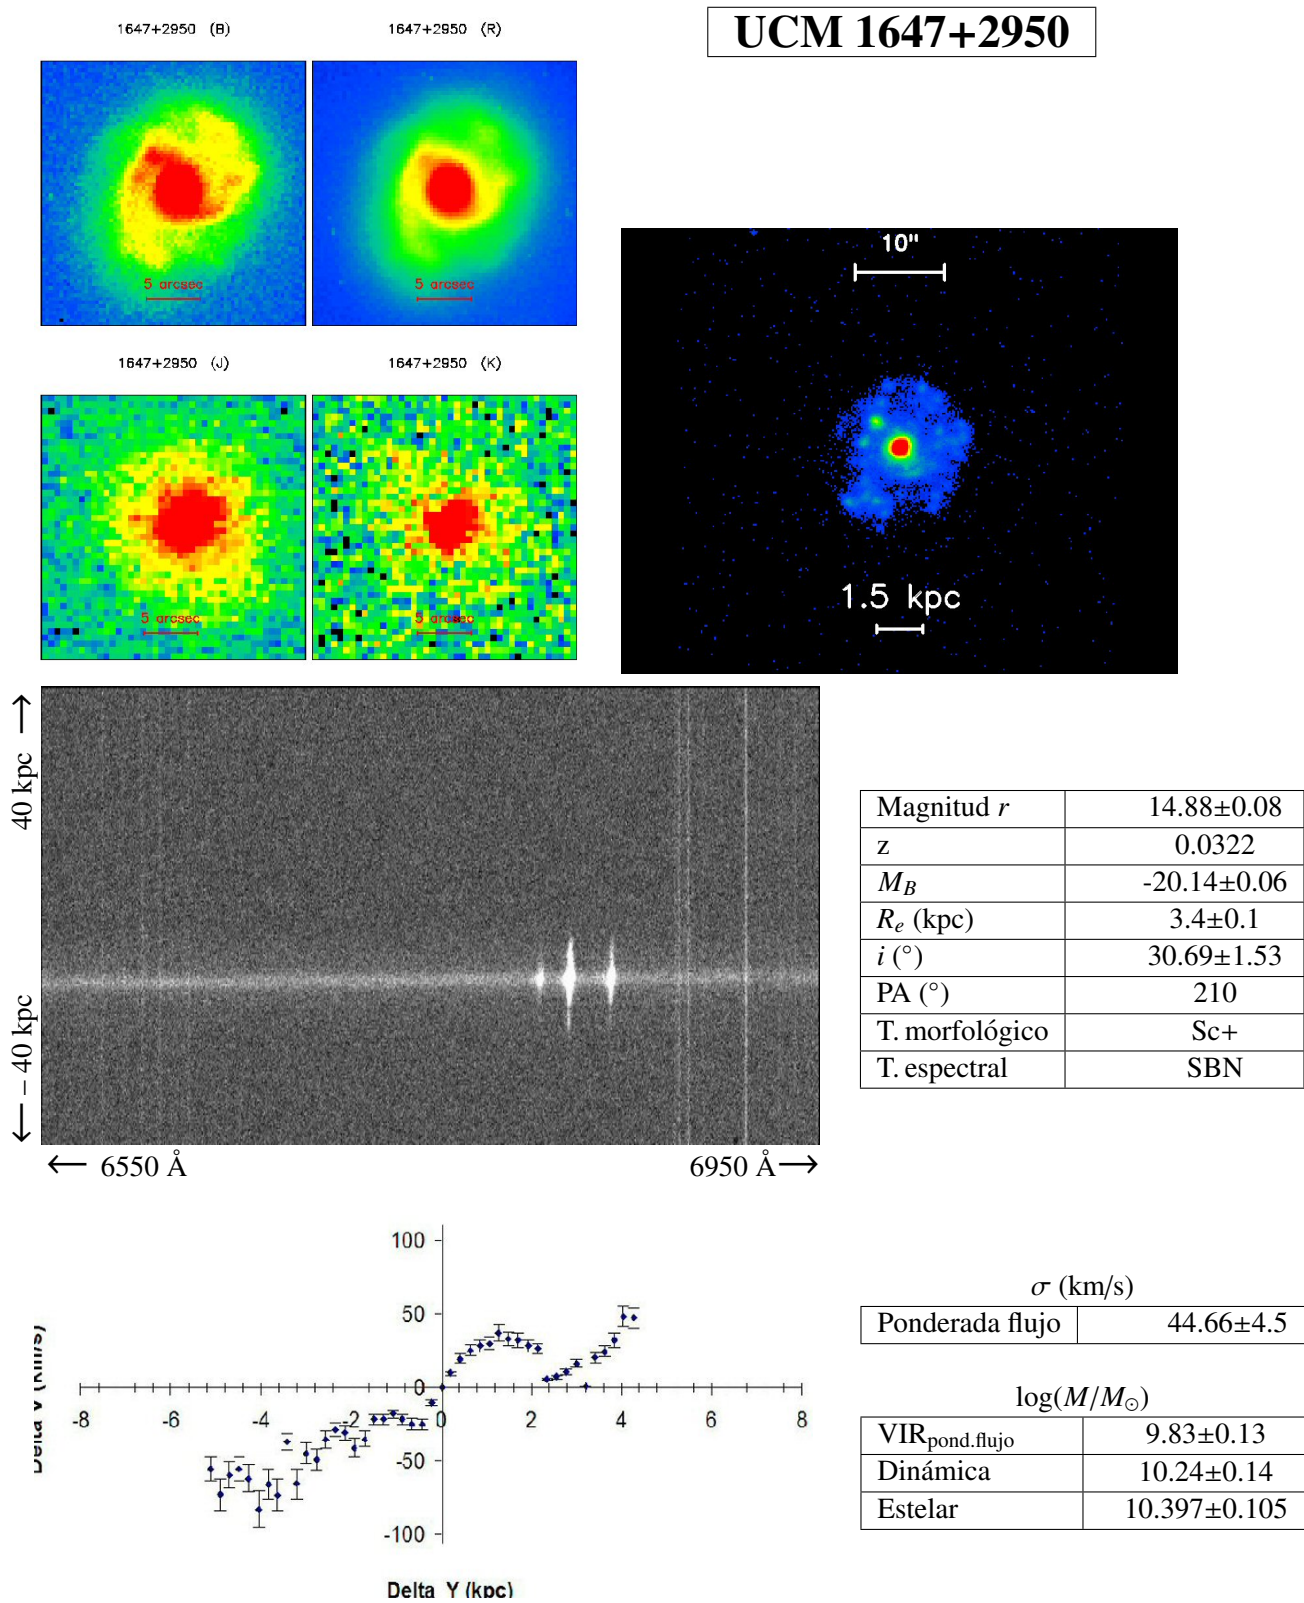 1647+2950 (B)
1647+2950 (R)
UCM 1647+2950
5 arcsec
5 arcsec
10"
1.5 kpc
1647+2950 (J)
1647+2950 (K)
5 arcsec
5 arcsec
← − 40 kpc
40 kpc →
← 6550 Å
6950 Å→
Magnitud r 14.88±0.08
z 0.0322
M_B -20.14±0.06
R_e (kpc) 3.4±0.1
i (°) 30.69±1.53
PA (°) 210
T. morfológico Sc+
T. espectral SBN
100
50
0
-50
-100
-8 -6 -4 -2 0 2 4 6 8
Delta V (Km/s)
Delta Y (kpc)
σ (km/s)
Ponderada flujo 44.66±4.5
log(M/M⊙)
VIR_pond.flujo 9.83±0.13
Dinámica 10.24±0.14
Estelar 10.397±0.105